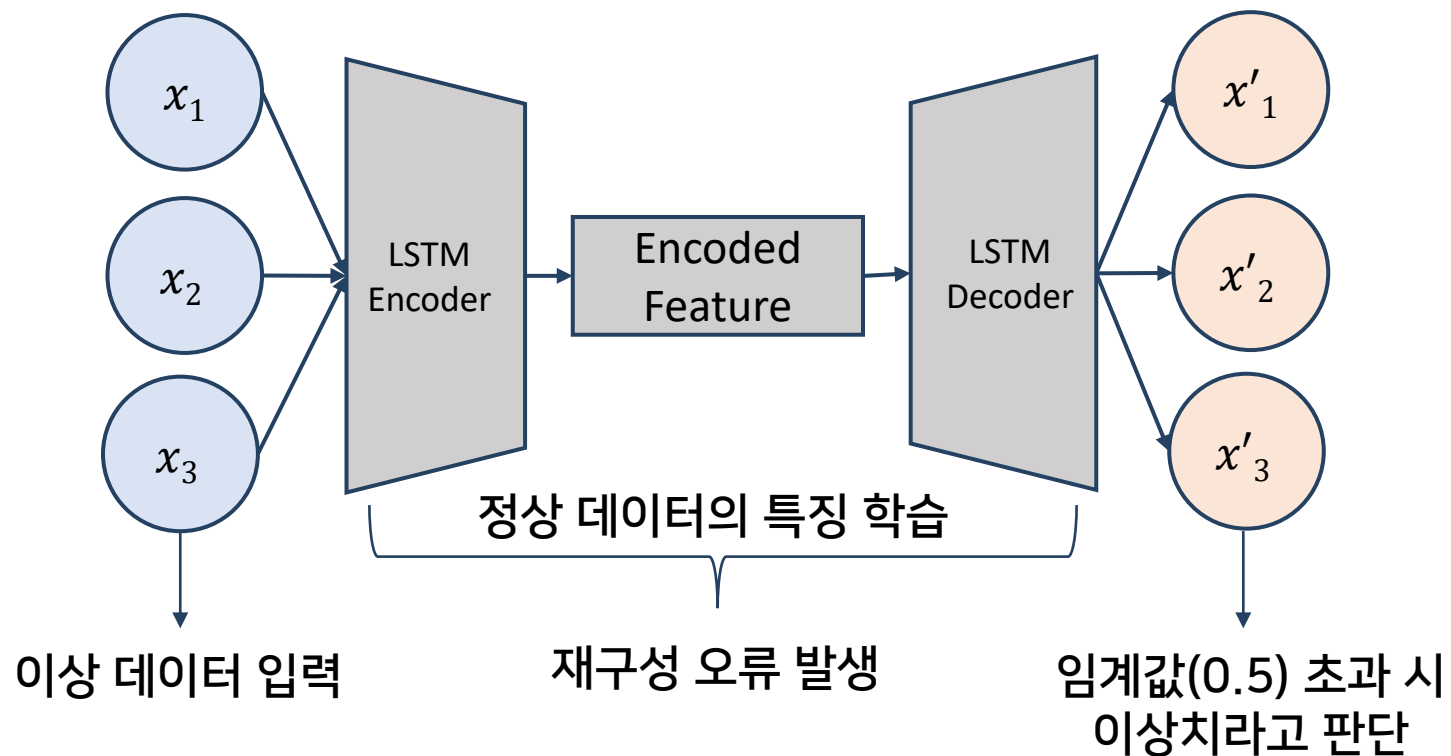 x₁
x₂
x₃
LSTM
Encoder
Encoded
Feature
LSTM
Decoder
x′₁
x′₂
x′₃
정상 데이터의 특징 학습
이상 데이터 입력
재구성 오류 발생
임계값(0.5) 초과 시
이상치라고 판단